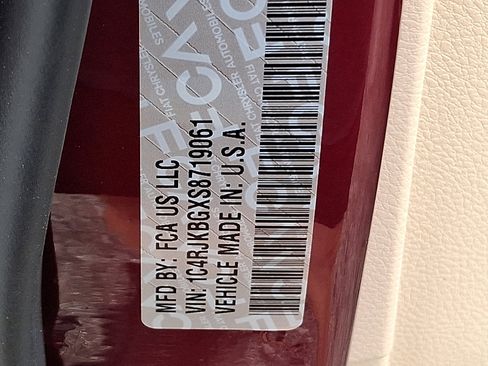 MFD BY: FCA US LLC
VIN: 1C4RJKBGXS8719061
VEHICLE MADE IN: U.S.A.